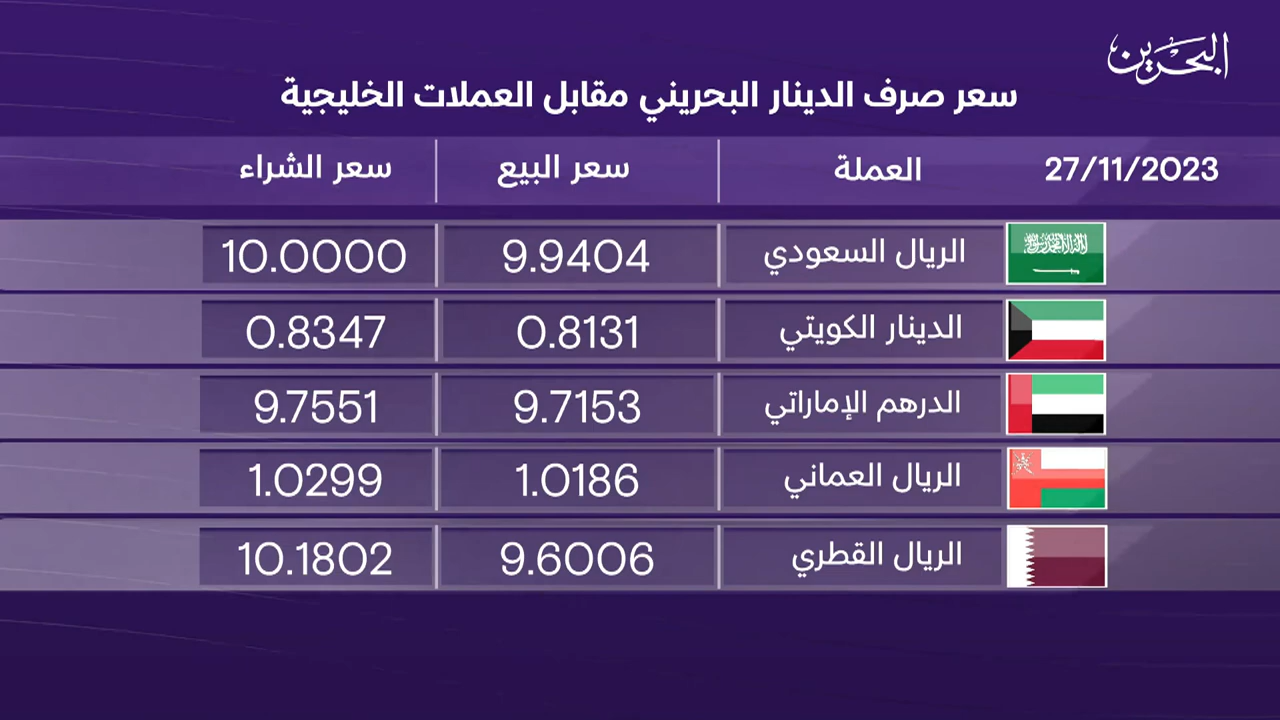 البحرين
سعر صرف الدينار البحريني مقابل العملات الخليجية
27/11/2023 العملة سعر البيع سعر الشراء
الريال السعودي 9.9404 10.0000
الدينار الكويتي 0.8131 0.8347
الدرهم الإماراتي 9.7153 9.7551
الريال العماني 1.0186 1.0299
الريال القطري 9.6006 10.1802